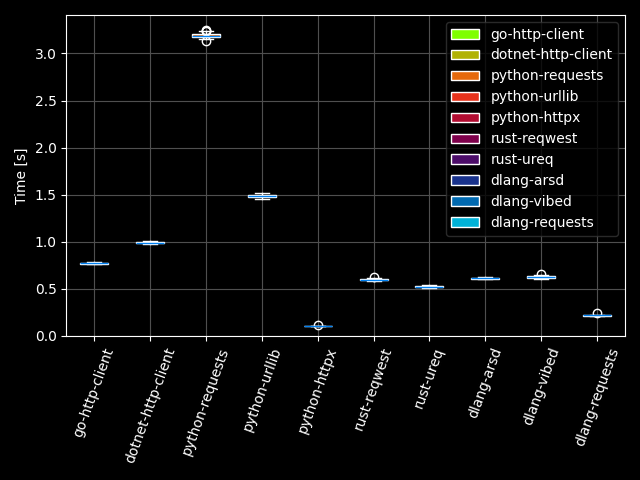 Time [s]
3.0
2.5
2.0
1.5
1.0
0.5
0.0
go-http-client
dotnet-http-client
python-requests
python-urllib
python-httpx
rust-reqwest
rust-ureq
dlang-arsd
dlang-vibed
dlang-requests
go-http-client
dotnet-http-client
python-requests
python-urllib
python-httpx
rust-reqwest
rust-ureq
dlang-arsd
dlang-vibed
dlang-requests